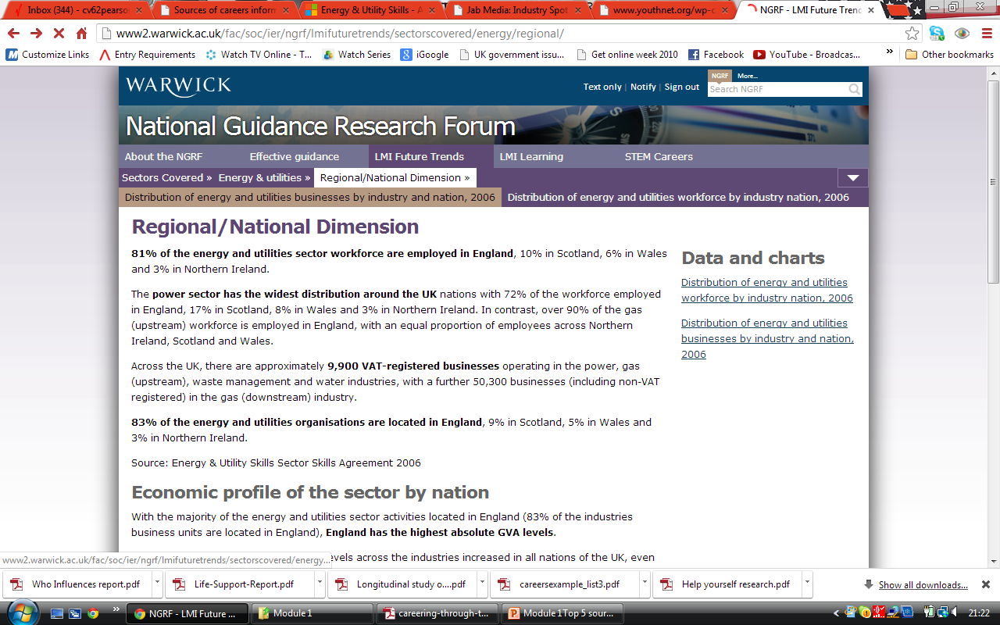 Inbox (344) - cv62pearso
Sources of careers inform
Energy & Utility Skills - A
Jab Media: Industry Spot
www.youthnet.org/wp-c
NGRF - LMI Future Trend
www2.warwick.ac.uk/fac/soc/ier/ngrf/lmifuturetrends/sectorscovered/energy/regional/
Customize Links
Entry Requirements
Watch TV Online - T...
Watch Series
iGoogle
UK government issu...
Get online week 2010
Facebook
YouTube - Broadcas...
»
Other bookmarks
WARWICK
Text only | Notify | Sign out
NGRF More...
Search NGRF
National Guidance Research Forum
About the NGRF
Effective guidance
LMI Future Trends
LMI Learning
STEM Careers
Sectors Covered » Energy & utilities » Regional/National Dimension »
Distribution of energy and utilities businesses by industry and nation, 2006
Distribution of energy and utilities workforce by industry nation, 2006
Regional/National Dimension
81% of the energy and utilities sector workforce are employed in England, 10% in Scotland, 6% in Wales
and 3% in Northern Ireland.
The power sector has the widest distribution around the UK nations with 72% of the workforce employed
in England, 17% in Scotland, 8% in Wales and 3% in Northern Ireland. In contrast, over 90% of the gas
(upstream) workforce is employed in England, with an equal proportion of employees across Northern
Ireland, Scotland and Wales.
Across the UK, there are approximately 9,900 VAT-registered businesses operating in the power, gas
(upstream), waste management and water industries, with a further 50,300 businesses (including non-VAT
registered) in the gas (downstream) industry.
83% of the energy and utilities organisations are located in England, 9% in Scotland, 5% in Wales and
3% in Northern Ireland.
Source: Energy & Utility Skills Sector Skills Agreement 2006
Data and charts
Distribution of energy and utilities
workforce by industry nation, 2006
Distribution of energy and utilities
businesses by industry and nation,
2006
Economic profile of the sector by nation
With the majority of the energy and utilities sector activities located in England (83% of the industries
business units are located in England), England has the highest absolute GVA levels.
evels across the industries increased in all nations of the UK, even
www2.warwick.ac.uk/fac/soc/ier/ngrf/lmifuturetrends/sectorscovered/energy...
Who Influences report.pdf
Life-Support-Report.pdf
Longitudinal study o....pdf
careersexample_list3.pdf
Help yourself research.pdf
Show all downloads...
»
NGRF - LMI Future ...
Module 1
careering-through-t...
Module 1Top 5 sour...
21:22